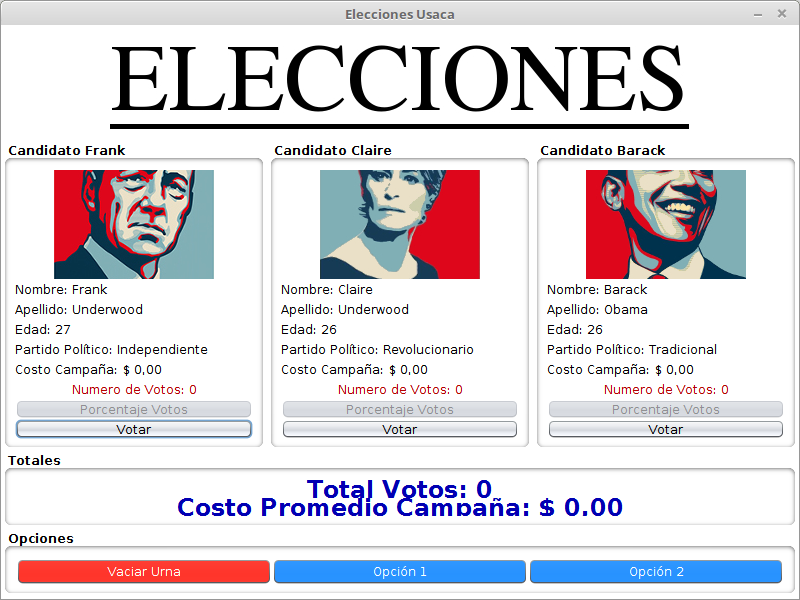 Elecciones Usaca
ELECCIONES
Candidato Frank
Nombre: Frank
Apellido: Underwood
Edad: 27
Partido Político: Independiente
Costo Campaña: $ 0,00
Numero de Votos: 0
Porcentaje Votos
Votar
Candidato Claire
Nombre: Claire
Apellido: Underwood
Edad: 26
Partido Político: Revolucionario
Costo Campaña: $ 0,00
Numero de Votos: 0
Porcentaje Votos
Votar
Candidato Barack
Nombre: Barack
Apellido: Obama
Edad: 26
Partido Político: Tradicional
Costo Campaña: $ 0,00
Numero de Votos: 0
Porcentaje Votos
Votar
Totales
Total Votos: 0
Costo Promedio Campaña: $ 0.00
Opciones
Vaciar Urna
Opción 1
Opción 2